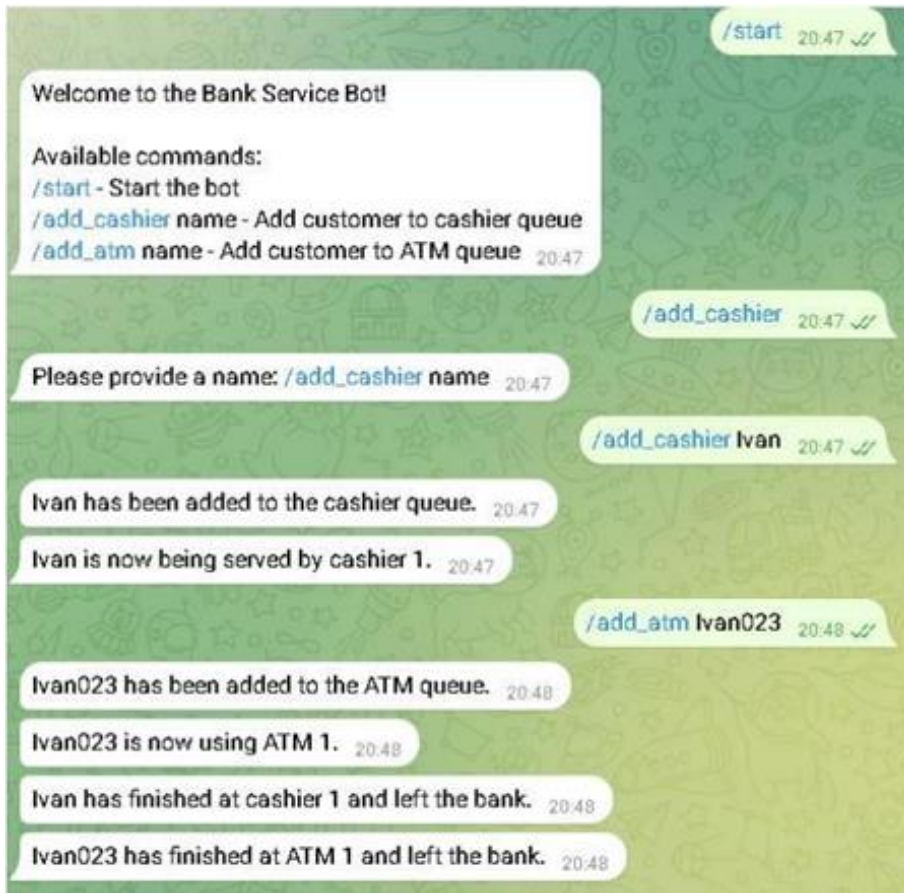 /start 20:47
Welcome to the Bank Service Bot!
Available commands:
/start - Start the bot
/add_cashier name - Add customer to cashier queue
/add_atm name - Add customer to ATM queue 20:47
/add_cashier 20:47
Please provide a name: /add_cashier name 20:47
/add_cashier Ivan 20:47
Ivan has been added to the cashier queue. 20:47
Ivan is now being served by cashier 1. 20:47
/add_atm Ivan023 20:48
Ivan023 has been added to the ATM queue. 20:48
Ivan023 is now using ATM 1. 20:48
Ivan has finished at cashier 1 and left the bank. 20:48
Ivan023 has finished at ATM 1 and left the bank. 20:48